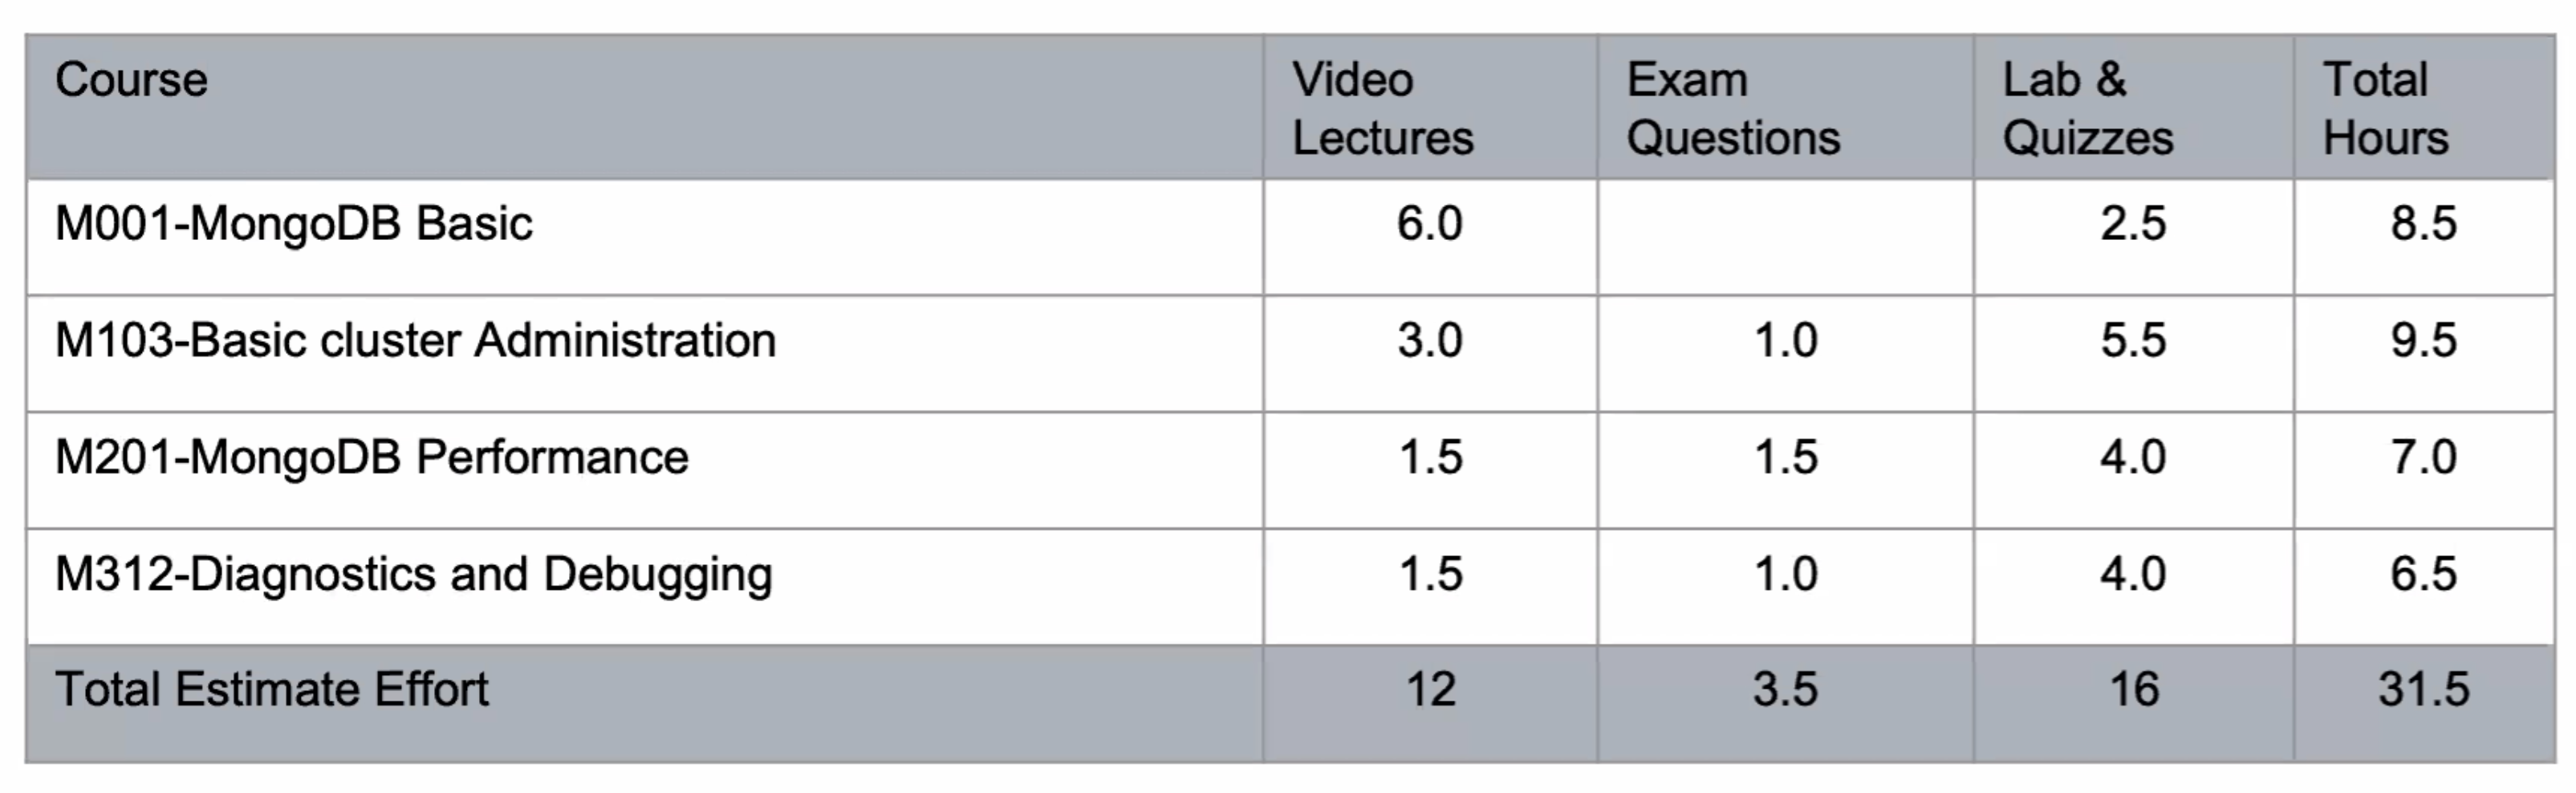 Course Video Lectures Exam Questions Lab & Quizzes Total Hours
M001-MongoDB Basic 6.0 2.5 8.5
M103-Basic cluster Administration 3.0 1.0 5.5 9.5
M201-MongoDB Performance 1.5 1.5 4.0 7.0
M312-Diagnostics and Debugging 1.5 1.0 4.0 6.5
Total Estimate Effort 12 3.5 16 31.5